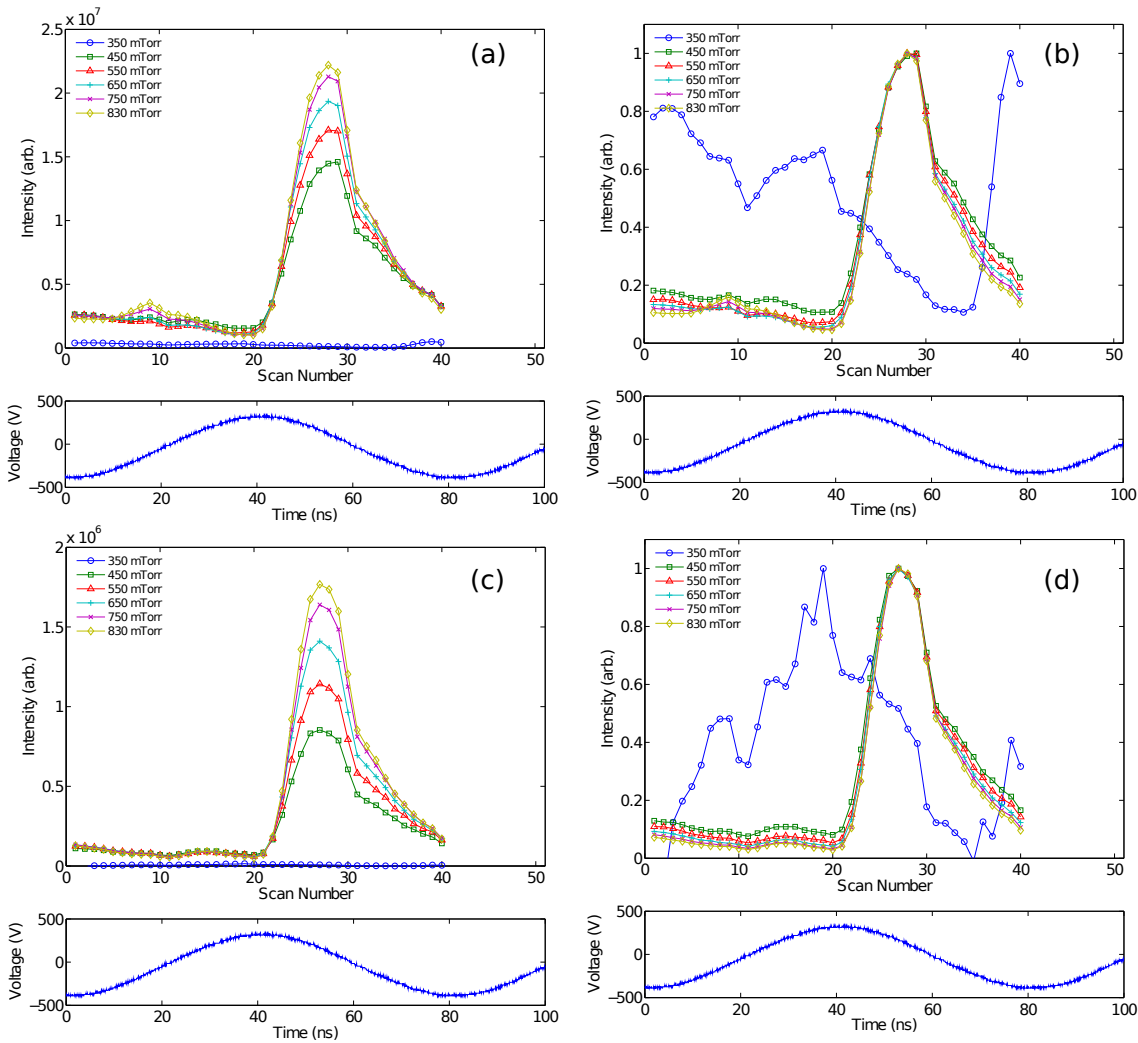 × 10⁷
2.5
2
1.5
1
0.5
0
0 10 20 30 40 50
Scan Number
Intensity (arb.)
350 mTorr
450 mTorr
550 mTorr
650 mTorr
750 mTorr
830 mTorr
(a)
500
0
−500
0 20 40 60 80 100
Time (ns)
Voltage (V)
1
0.8
0.6
0.4
0.2
0
0 10 20 30 40 50
Scan Number
Intensity (arb.)
350 mTorr
450 mTorr
550 mTorr
650 mTorr
750 mTorr
830 mTorr
(b)
500
0
−500
0 20 40 60 80 100
Time (ns)
Voltage (V)
× 10⁶
2
1.5
1
0.5
0
0 10 20 30 40 50
Scan Number
Intensity (arb.)
350 mTorr
450 mTorr
550 mTorr
650 mTorr
750 mTorr
830 mTorr
(c)
500
0
−500
0 20 40 60 80 100
Time (ns)
Voltage (V)
1
0.8
0.6
0.4
0.2
0
0 10 20 30 40 50
Scan Number
Intensity (arb.)
350 mTorr
450 mTorr
550 mTorr
650 mTorr
750 mTorr
830 mTorr
(d)
500
0
−500
0 20 40 60 80 100
Time (ns)
Voltage (V)